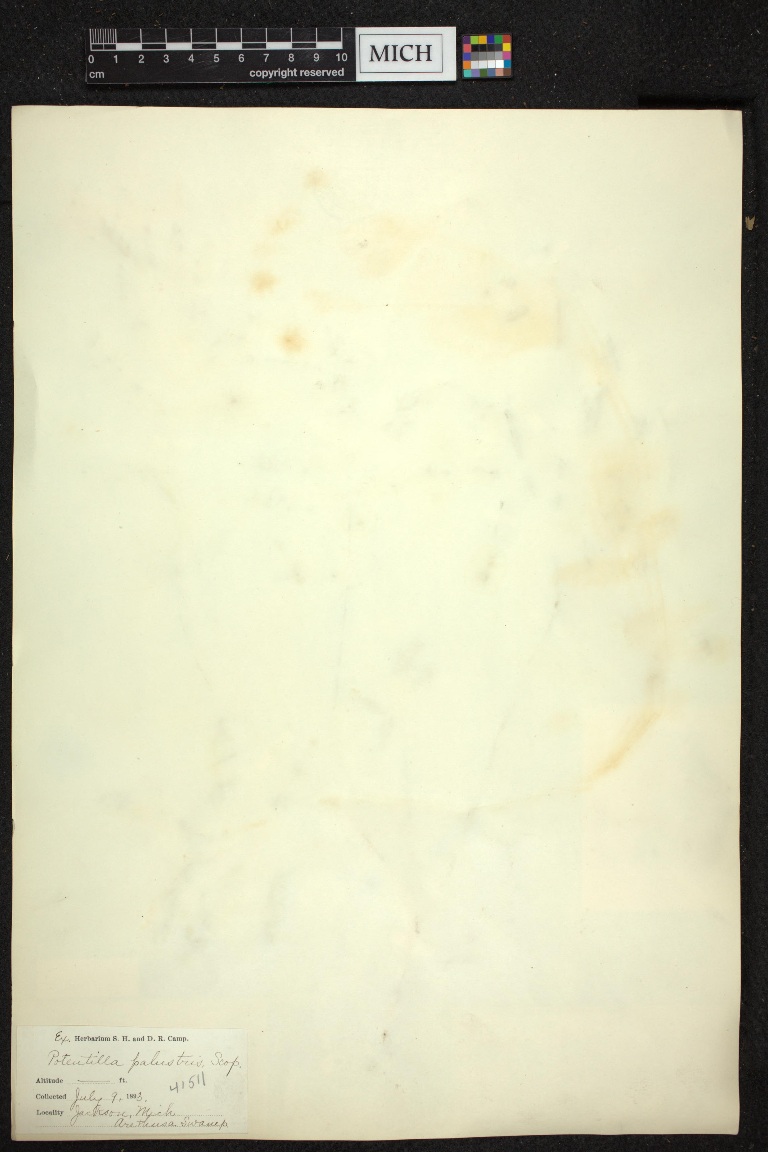 0 1 2 3 4 5 6 7 8 9 10
cm
copyright reserved
MICH
Ex. Herbarium S. H. and D. R. Camp.
Potentilla palustris, Scop.
Altitude ft.
41511
Collected July 9, 1893.
Locality Jackson, Mich
Arethusa Swamp